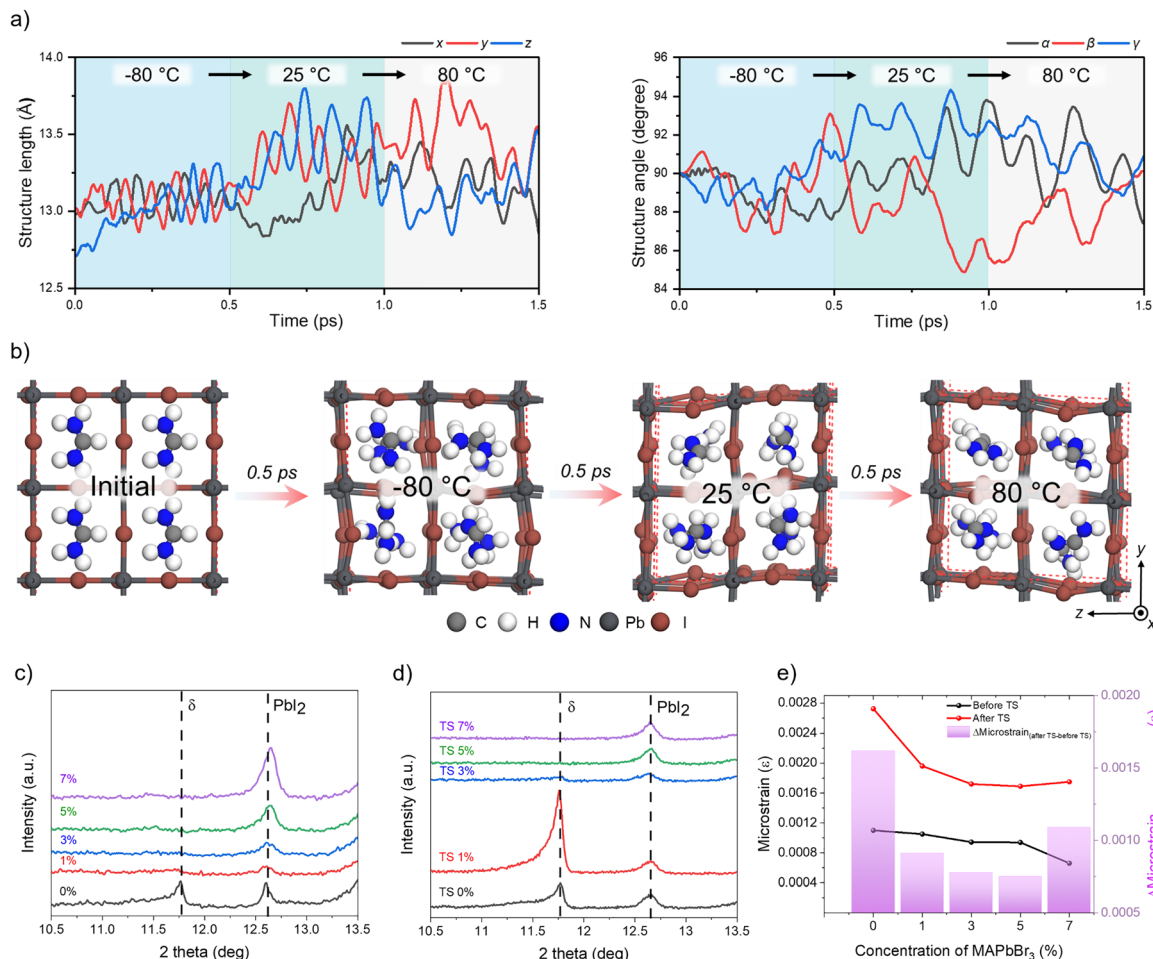 a)
x y z
-80 °C 25 °C 80 °C
14.0
13.5
13.0
12.5
Structure length (A)
0.0 0.5 1.0 1.5
Time (ps)
α β γ
-80 °C 25 °C 80 °C
96
94
92
90
88
86
84
Structure angle (degree)
0.0 0.5 1.0 1.5
Time (ps)
b)
Initial
0.5 ps
-80 °C
0.5 ps
25 °C
0.5 ps
80 °C
y
z
x
C H N Pb I
c)
δ PbI2
7%
5%
3%
1%
0%
Intensity (a.u.)
10.5 11.0 11.5 12.0 12.5 13.0 13.5
2 theta (deg)
d)
δ PbI2
TS 7%
TS 5%
TS 3%
TS 1%
TS 0%
Intensity (a.u.)
10.5 11.0 11.5 12.0 12.5 13.0 13.5
2 theta (deg)
e)
Before TS
After TS
ΔMicrostrain(after TS-before TS)
0.0028
0.0024
0.0020
0.0016
0.0012
0.0008
0.0004
Microstrain (ε)
0.0020
0.0015
0.0010
0.0005
ΔMicrostrain
0 1 3 5 7
Concentration of MAPbBr3 (%)